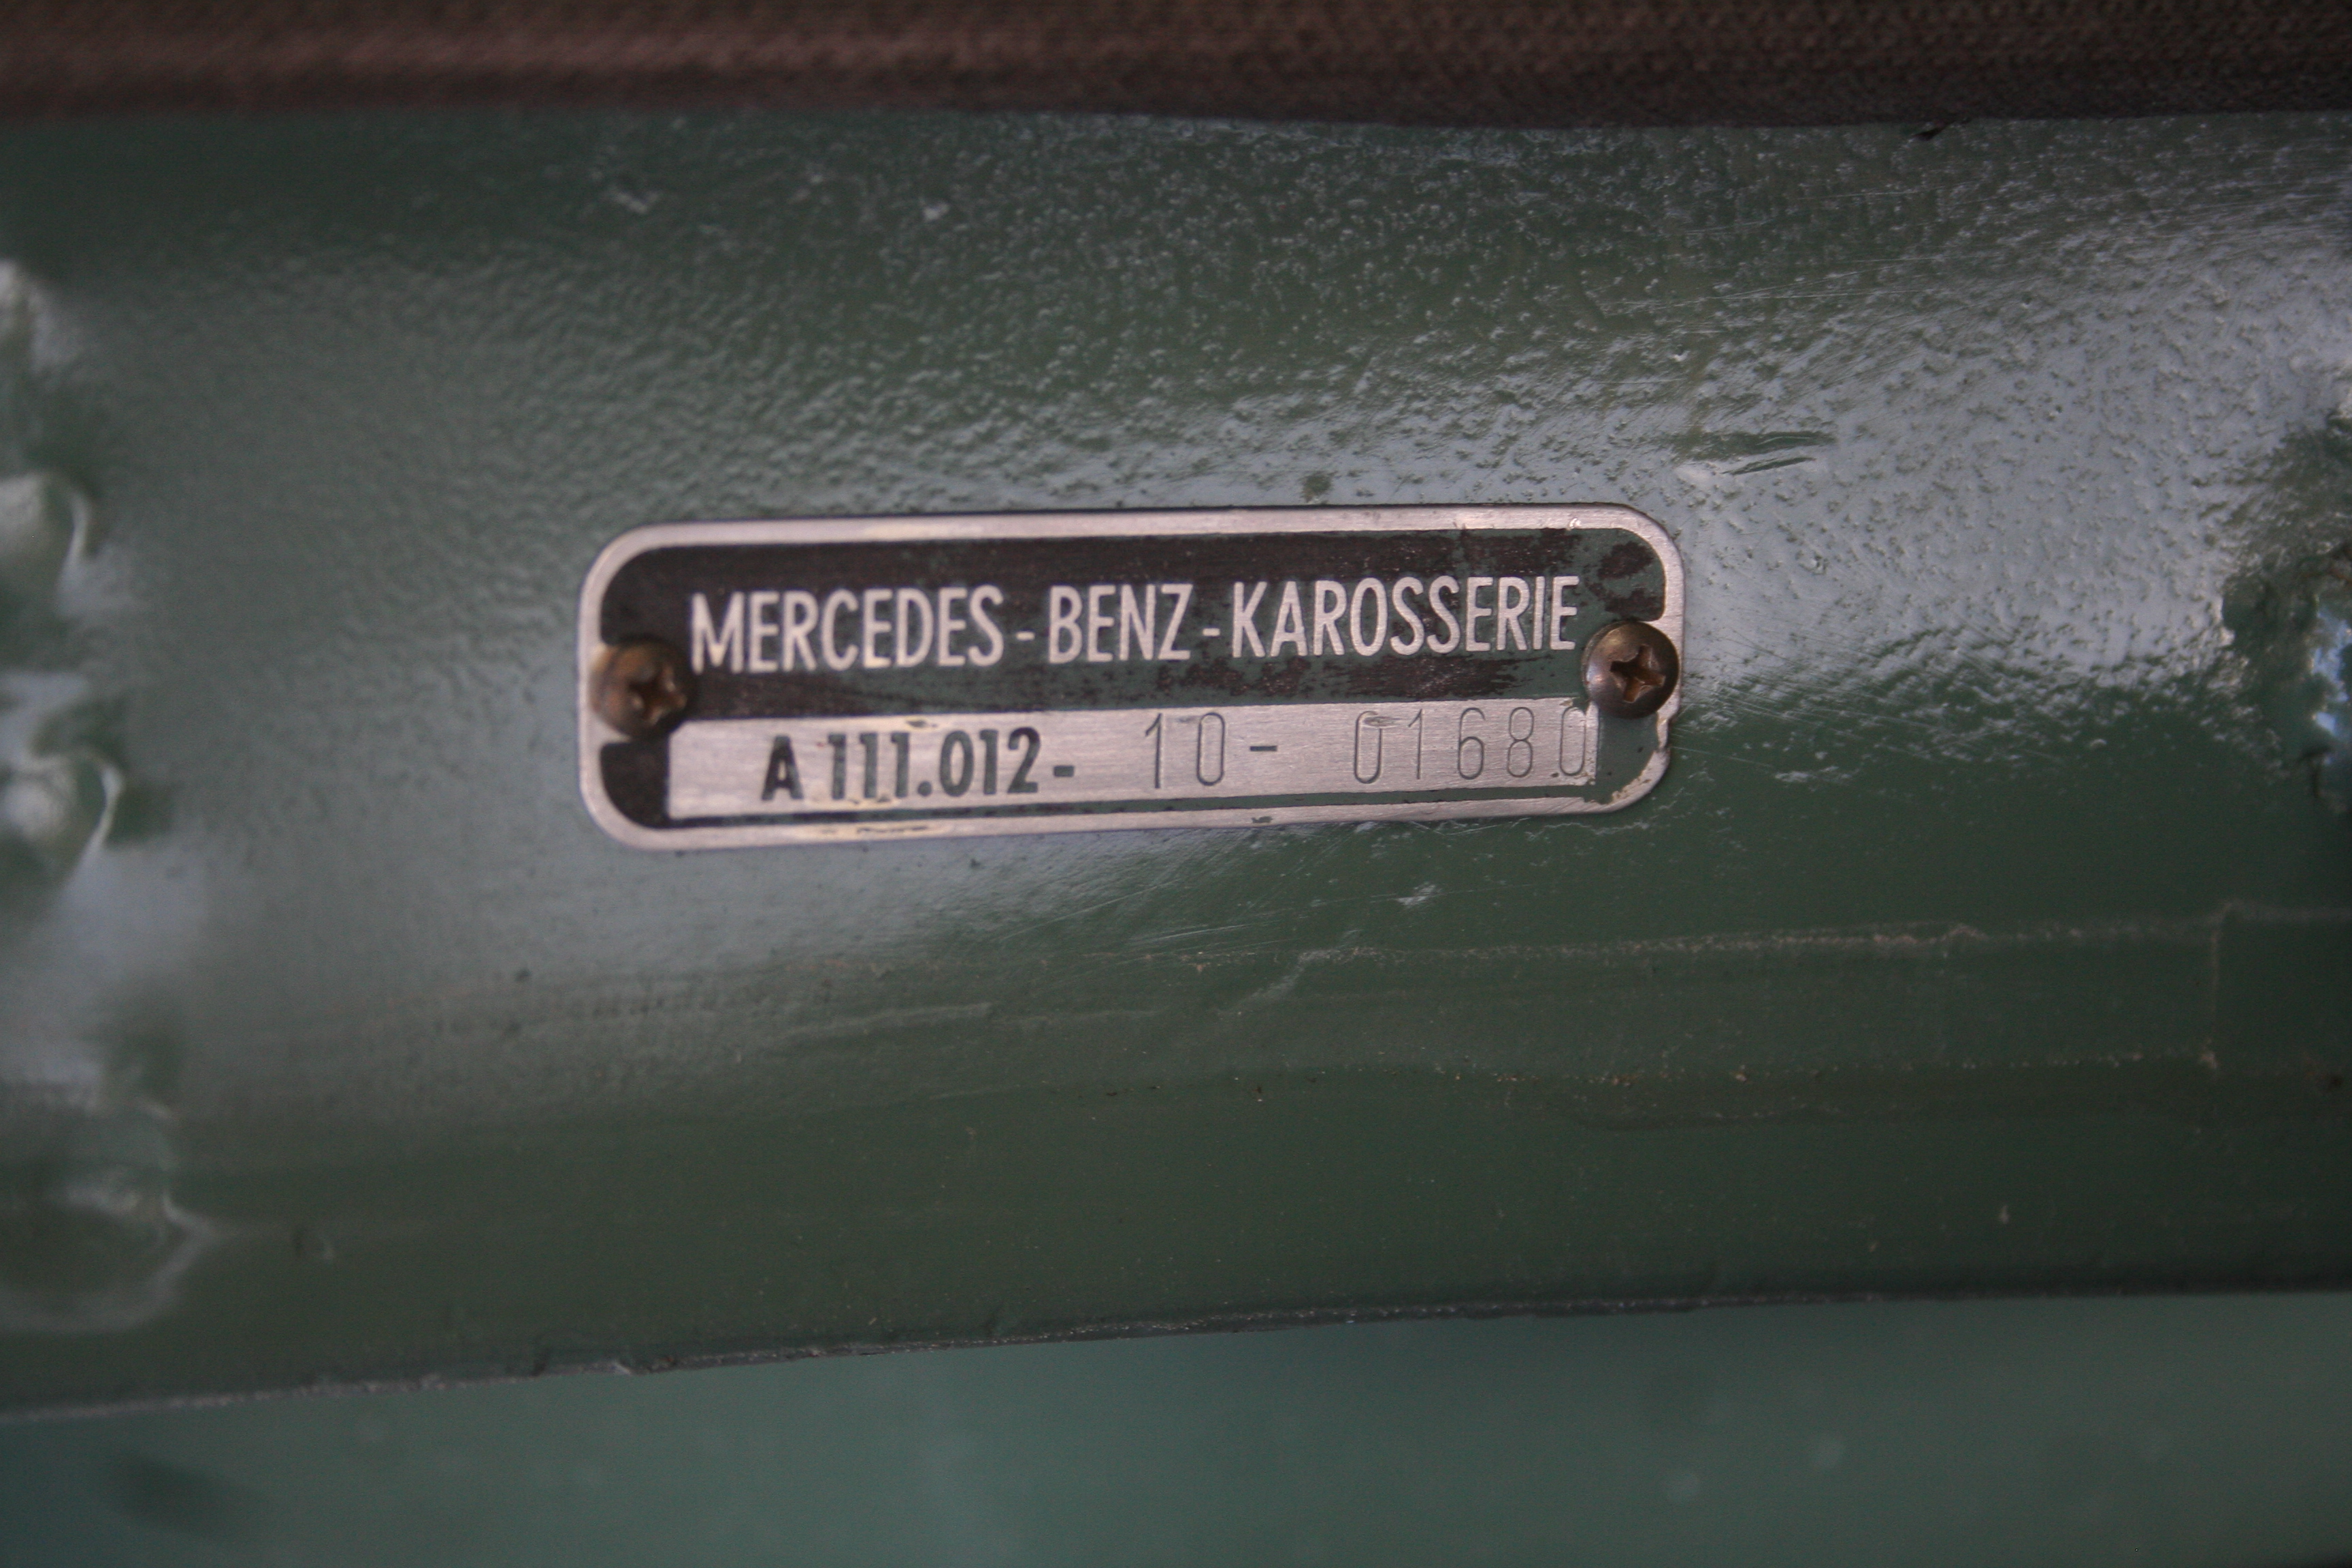 MERCEDES-BENZ-KAROSSERIE
A 111.012- 10- 01680